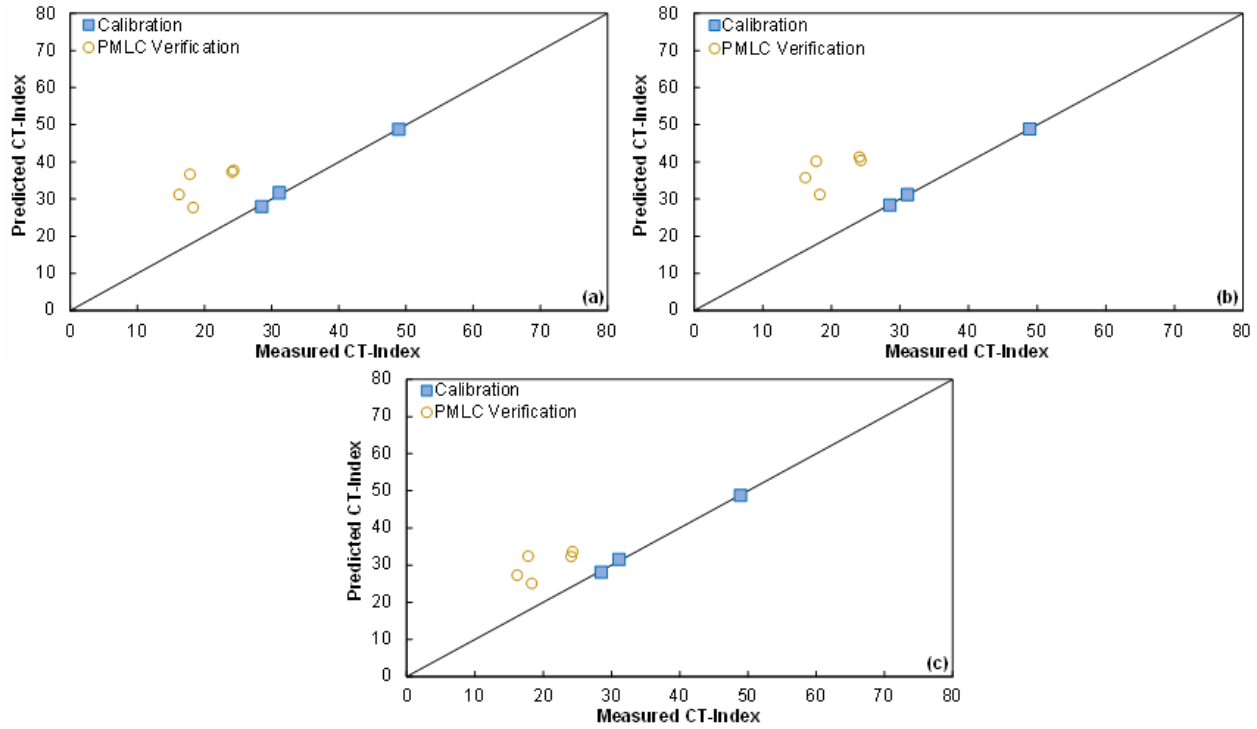 80
70
60
50
40
30
20
10
0
Predicted CT-Index
Calibration
PMLC Verification
(a)
0 10 20 30 40 50 60 70 80
Measured CT-Index
80
70
60
50
40
30
20
10
0
Predicted CT-Index
Calibration
PMLC Verification
(b)
0 10 20 30 40 50 60 70 80
Measured CT-Index
80
70
60
50
40
30
20
10
0
Predicted CT-Index
Calibration
PMLC Verification
(c)
0 10 20 30 40 50 60 70 80
Measured CT-Index